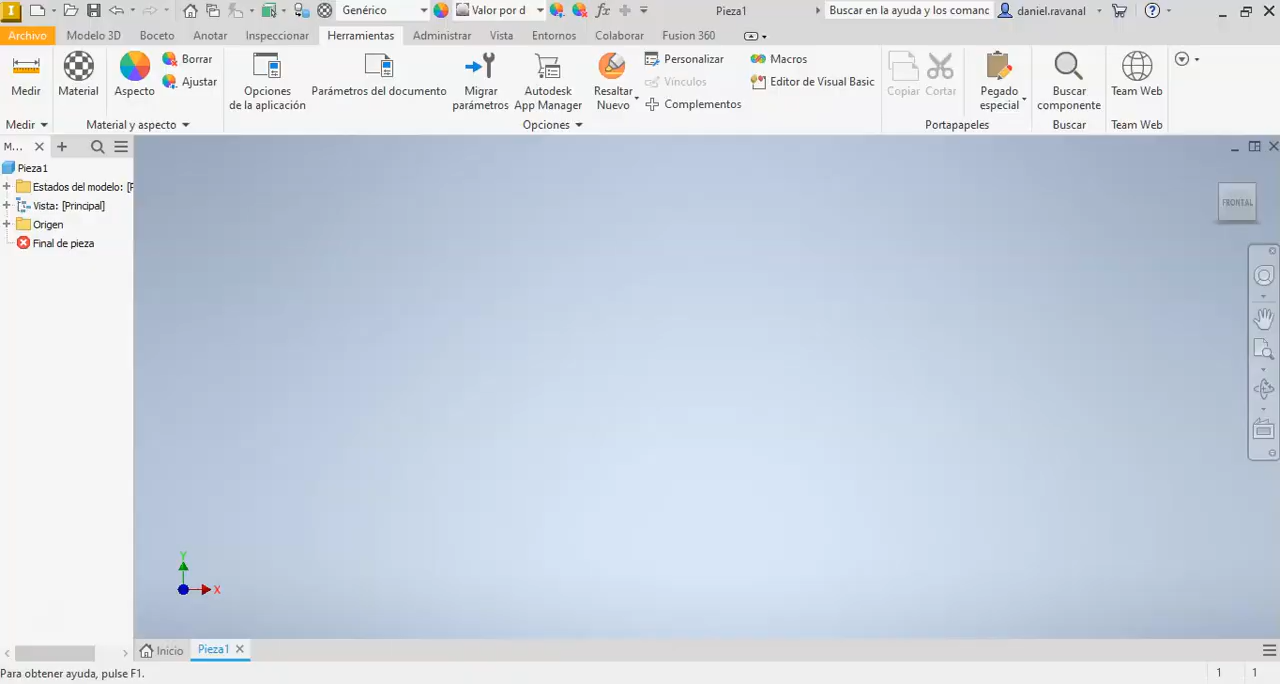 I Genérico Valor por d fx Pieza1 Buscar en la ayuda y los comanc daniel.ravanal ?
Archivo Modelo 3D Boceto Anotar Inspeccionar Herramientas Administrar Vista Entornos Colaborar Fusion 360
Medir
Material
Aspecto
Borrar
Ajustar
Opciones
de la aplicación
Parámetros del documento
Migrar
parámetros
Autodesk
App Manager
Resaltar
Nuevo
Personalizar
Vínculos
Complementos
Macros
Editor de Visual Basic
Copiar
Cortar
Pegado
especial
Buscar
componente
Team Web
Medir Material y aspecto Opciones Portapapeles Buscar Team Web
M...
Pieza1
Estados del modelo: [P
Vista: [Principal]
Origen
Final de pieza
FRONTAL
Y
X
Inicio Pieza1
Para obtener ayuda, pulse F1. 1 1